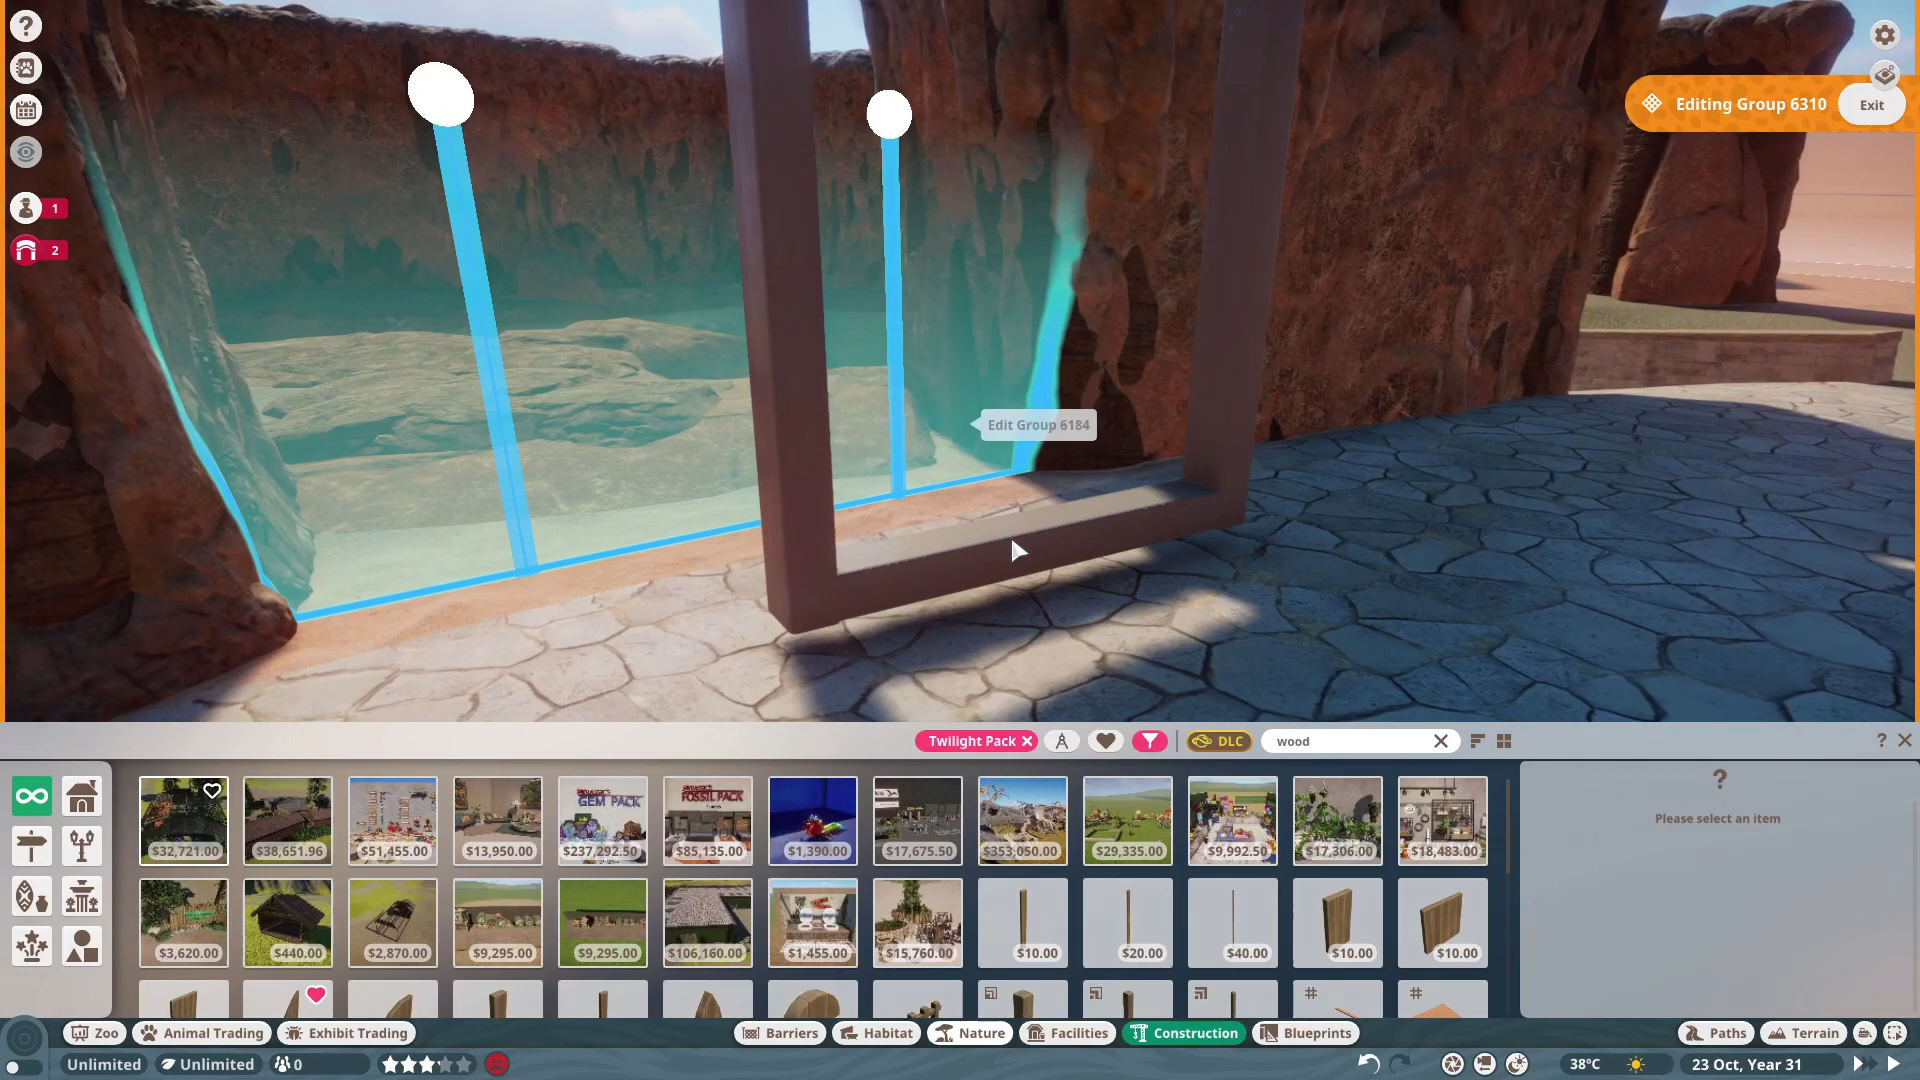 ?
1
2
Editing Group 6310
Exit
Edit Group 6184
Twilight Pack
DLC
wood
?
$32,721.00
$38,651.96
$51,455.00
$13,950.00
GEM PACK
$237,292.50
FOSSIL PACK
$85,135.00
$1,390.00
$17,675.50
$353,050.00
$29,335.00
$9,992.50
$17,306.00
$18,483.00
?
Please select an item
$3,620.00
$440.00
$2,870.00
$9,295.00
$9,295.00
$106,160.00
$1,455.00
$15,760.00
$10.00
$20.00
$40.00
$10.00
$10.00
Zoo
Animal Trading
Exhibit Trading
Barriers
Habitat
Nature
Facilities
Construction
Blueprints
Paths
Terrain
Unlimited
Unlimited
0
38°C
23 Oct, Year 31